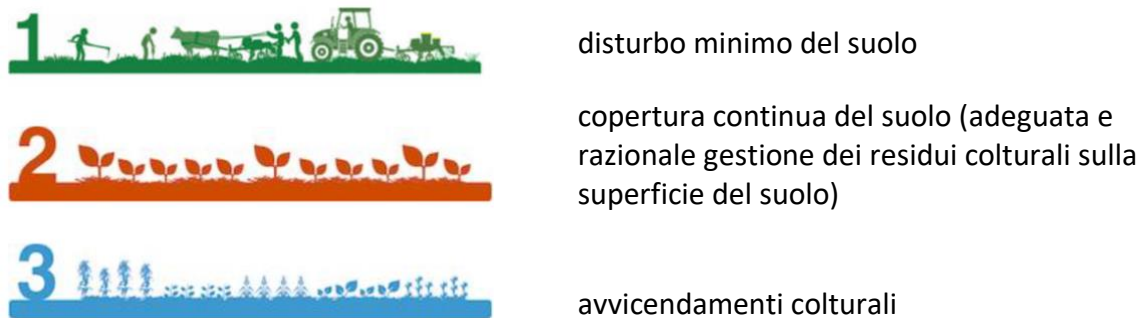 1
disturbo minimo del suolo
2
copertura continua del suolo (adeguata e
razionale gestione dei residui colturali sulla
superficie del suolo)
3
avvicendamenti colturali